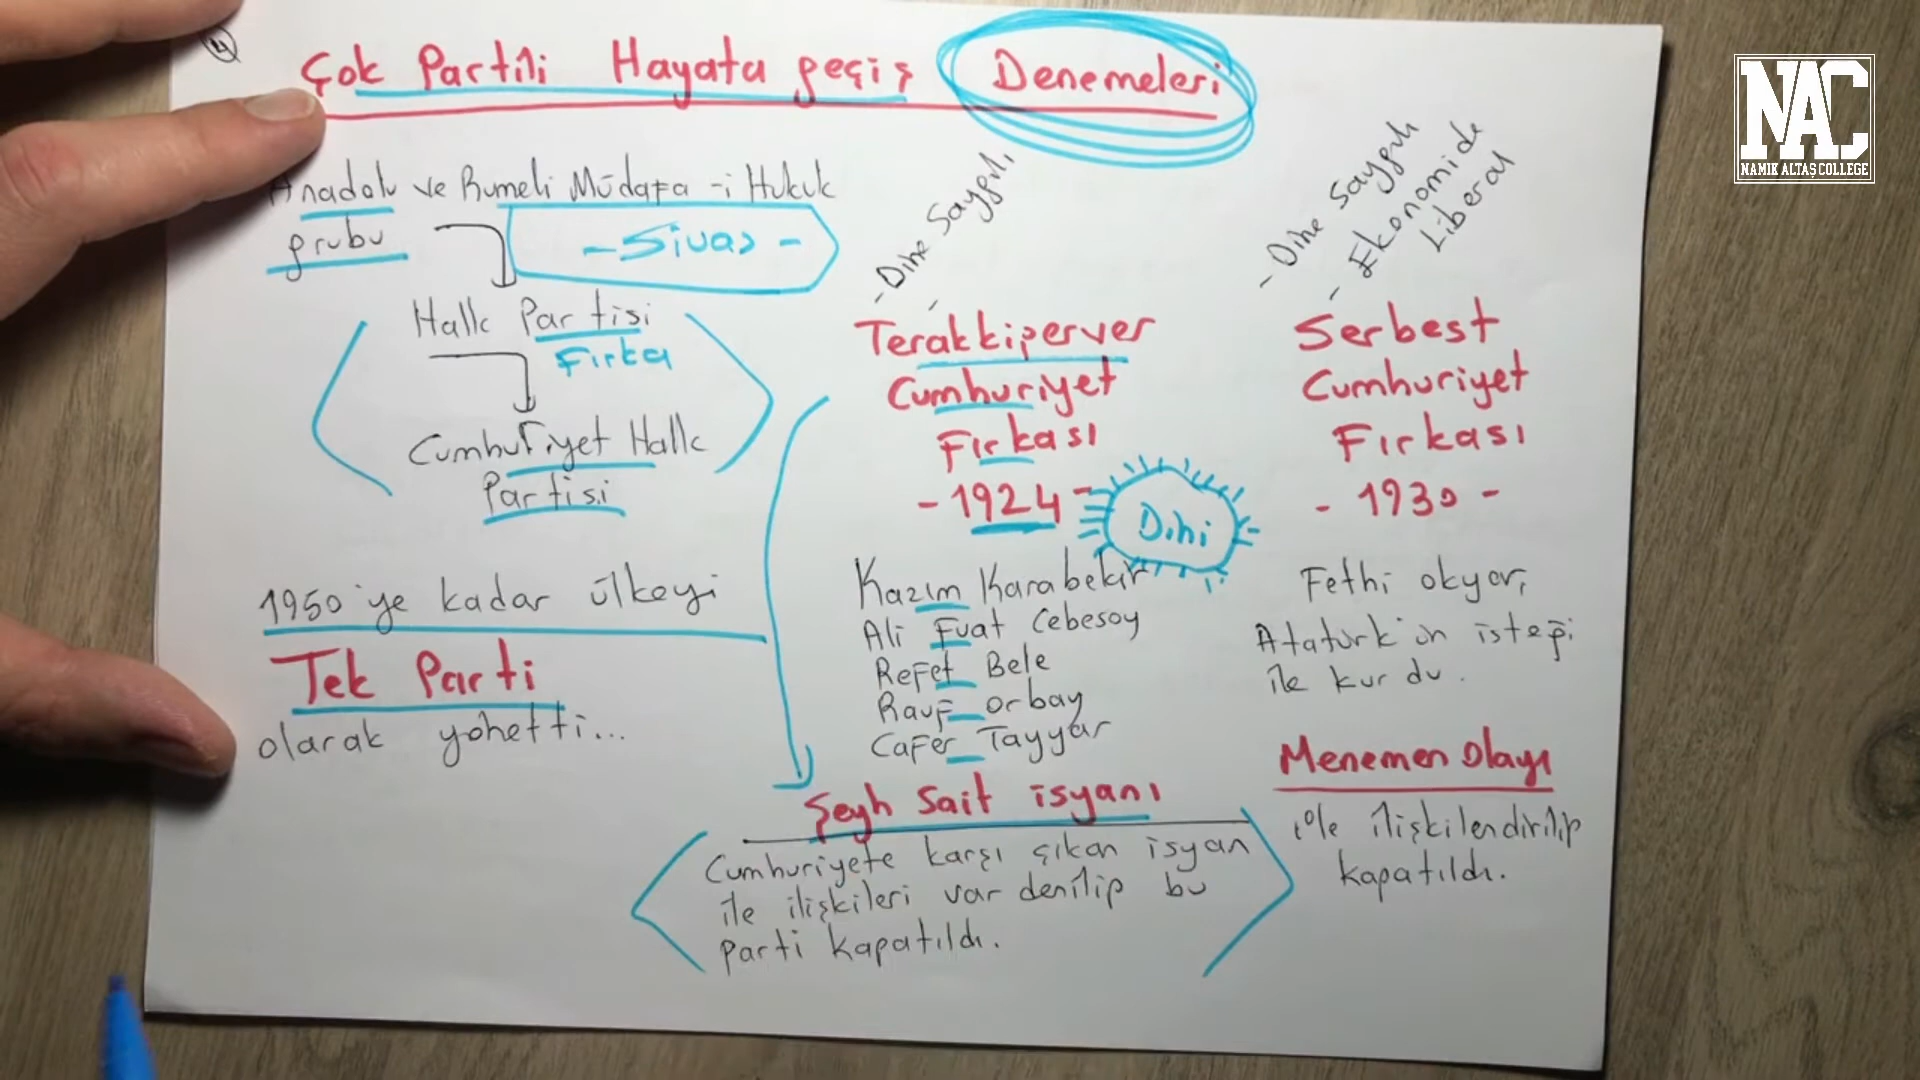 4
Çok Partili Hayata geçiş Denemeleri
Anadolu ve Rumeli Müdafa-i Hukuk
grubu
- Sivas -
Halk Partisi
Fırka
Cumhuriyet Halk
Partisi
1950'ye kadar ülkeyi
Tek Parti
olarak yönetti...
- Dine Saygılı
-
Terakkiperver
Cumhuriyet
Fırkası
- 1924 -
Dini
Kazım Karabekir
Ali Fuat Cebesoy
Refet Bele
Rauf Orbay
Cafer Tayyar
Şeyh Sait isyanı
Cumhuriyete karşı çıkan isyan
ile ilişkileri var denilip bu
parti kapatıldı.
- Dine Saygılı
- Ekonomide
Liberal
Serbest
Cumhuriyet
Fırkası
- 1930 -
Fethi okyar,
Atatürk'ün isteği
ile kurdu.
Menemen Olayı
ile ilişkilendirilip
kapatıldı.
NAC
NAMIK ALTAŞ COLLEGE